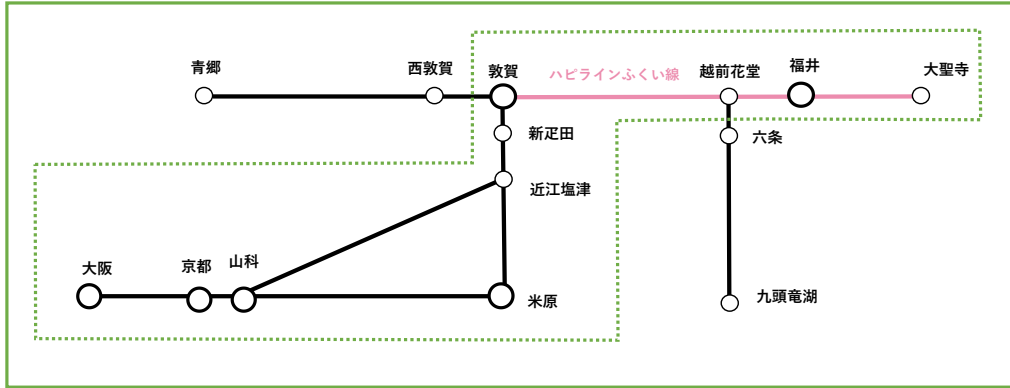 青郷
西敦賀
敦賀
ハピラインふくい線
越前花堂
福井
大聖寺
新疋田
六条
近江塩津
大阪
京都
山科
米原
九頭竜湖